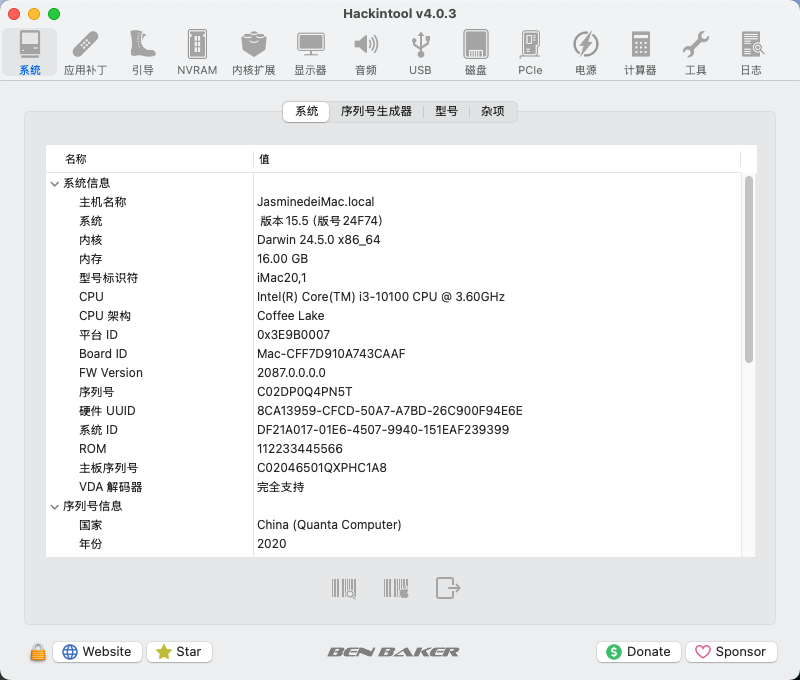 Hackintool v4.0.3
系统 应用补丁 引导 NVRAM 内核扩展 显示器 音频 USB 磁盘 PCIe 电源 计算器 工具 日志
系统 序列号生成器 型号 杂项
名称 值
系统信息
主机名称 JasminedeiMac.local
系统 版本 15.5 (版号 24F74)
内核 Darwin 24.5.0 x86_64
内存 16.00 GB
型号标识符 iMac20,1
CPU Intel(R) Core(TM) i3-10100 CPU @ 3.60GHz
CPU 架构 Coffee Lake
平台 ID 0x3E9B0007
Board ID Mac-CFF7D910A743CAAF
FW Version 2087.0.0.0.0
序列号 C02DP0Q4PN5T
硬件 UUID 8CA13959-CFCD-50A7-A7BD-26C900F94E6E
系统 ID DF21A017-01E6-4507-9940-151EAF239399
ROM 112233445566
主板序列号 C02046501QXPHC1A8
VDA 解码器 完全支持
序列号信息
国家 China (Quanta Computer)
年份 2020
Website Star BEN BAKER Donate Sponsor